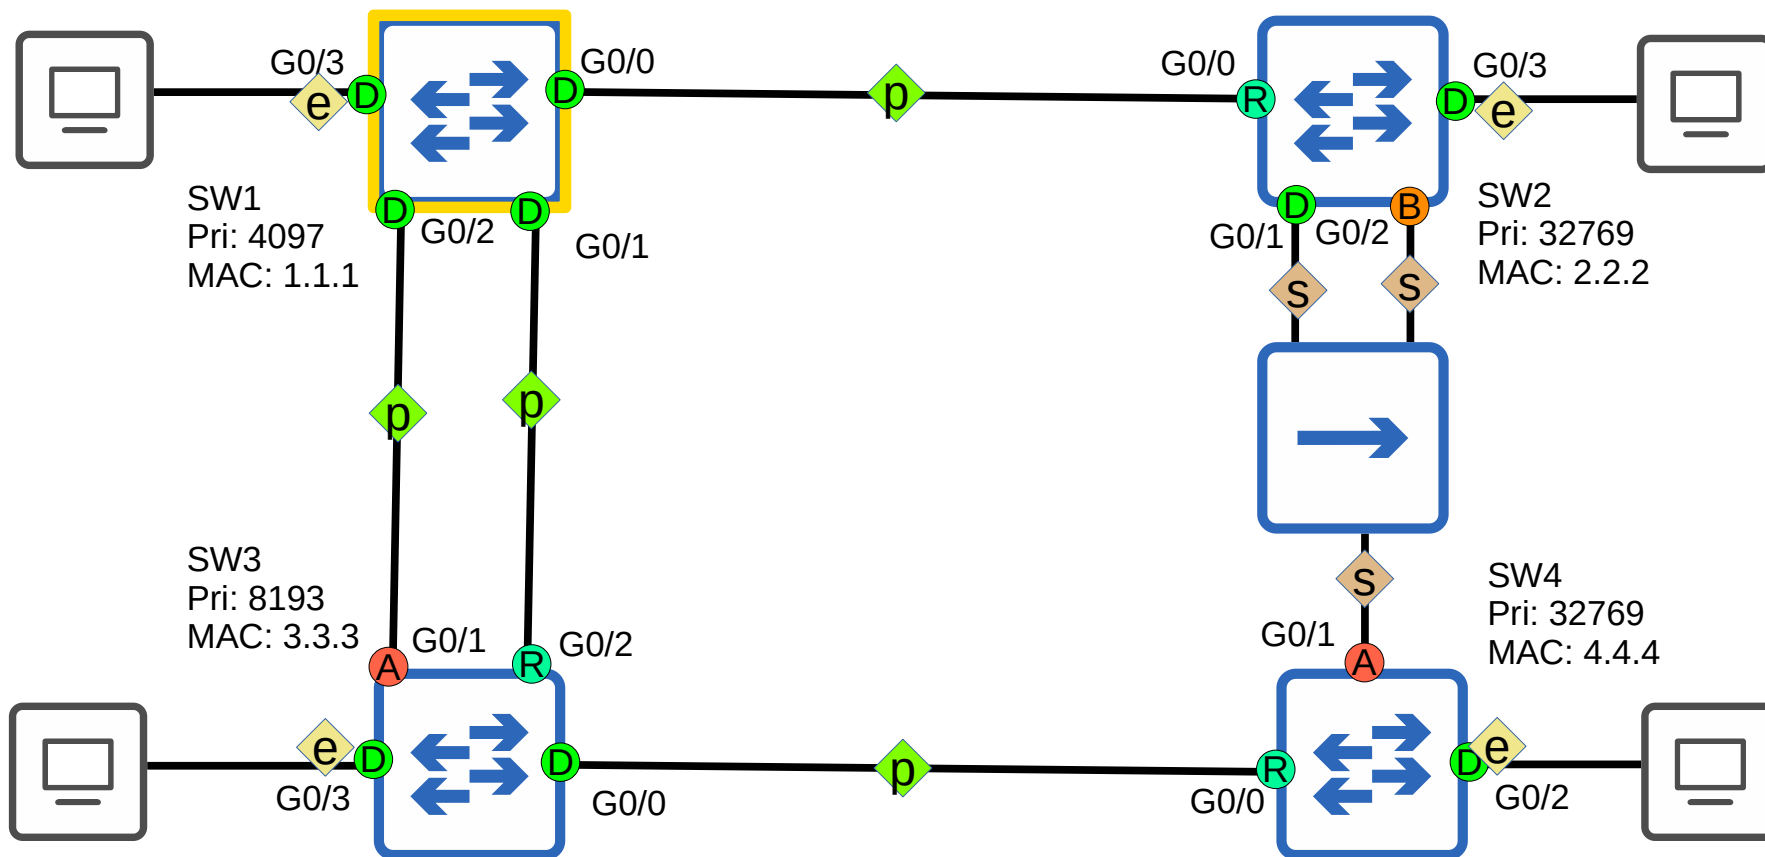 G0/3
e
D
D
G0/0
p
G0/0
R
D
G0/3
e
SW1
Pri: 4097
MAC: 1.1.1
D
G0/2
D
G0/1
D
B
G0/1
G0/2
SW2
Pri: 32769
MAC: 2.2.2
s
s
p
p
SW3
Pri: 8193
MAC: 3.3.3
s
SW4
Pri: 32769
MAC: 4.4.4
A
G0/1
R
G0/2
G0/1
A
e
D
G0/3
D
G0/0
p
R
G0/0
D
e
G0/2